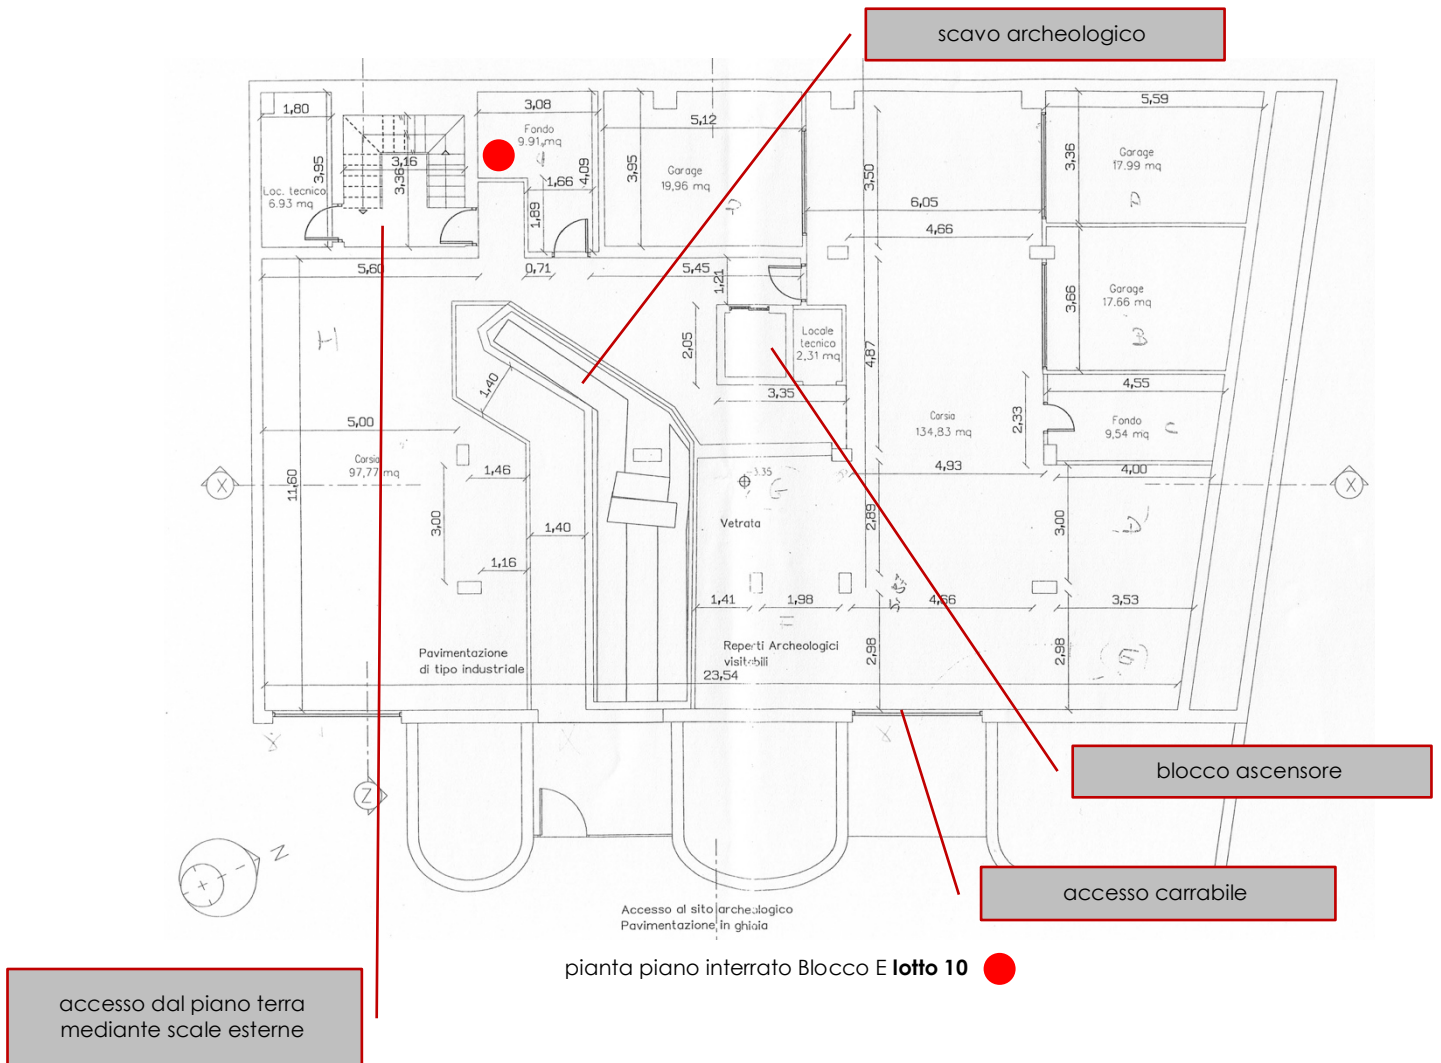 scavo archeologico
1,80
3,08
5,12
5,59
Fondo
9.91 mq
3,16
3,36
3,95
Loc. tecnico
6.93 mq
1,66
4,09
1,89
3,95
Garage
19,96 mq
3,50
6,05
4,66
3,36
Garage
17.99 mq
5,60
0,71
5,45
1,21
3,66
Garage
17.66 mq
B
H
2,05
Locale
tecnico
2,31 mq
4,87
3,35
1,40
4,55
5,00
Corsia
134,83 mq
2,33
Fondo
9,54 mq
C
Corsia
97,77 mq
1,46
4,93
4,00
X
X
-3.35
G
11,60
3,00
1,40
Vetrata
2,89
3,00
D
1,16
1,41
1,98
4,66
3,53
Pavimentazione
di tipo industriale
Reperti Archeologici
visitabili
2,98
2,98
23,54
blocco ascensore
Z
N
accesso carrabile
Accesso al sito archeologico
Pavimentazione in ghiaia
pianta piano interrato Blocco E lotto 10
accesso dal piano terra
mediante scale esterne